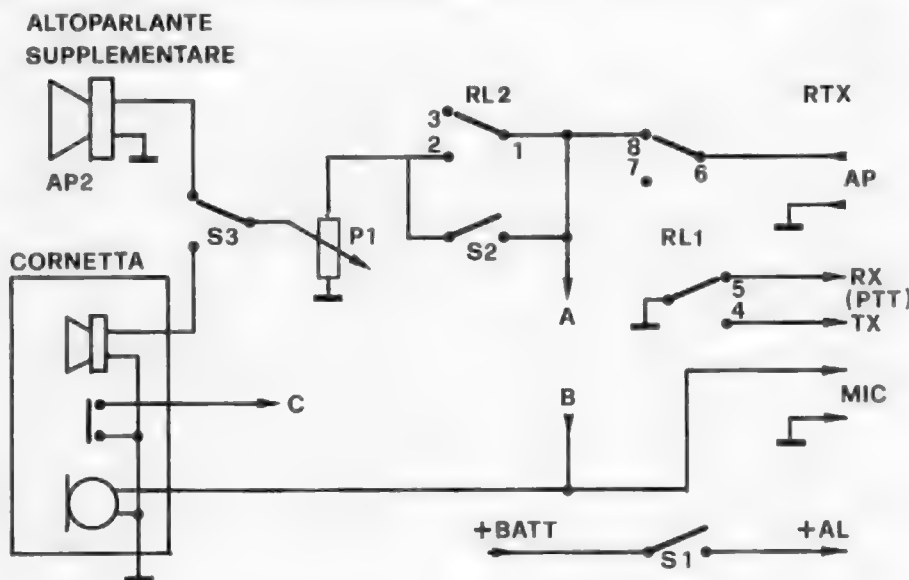 ALTOPARLANTE
SUPPLEMENTARE
AP2
S3
P1
RL2
3
2
1
S2
A
RTX
8
7
6
AP
RL1
5
4
RX
(PTT)
TX
CORNETTA
C
B
MIC
+BATT
S1
+AL